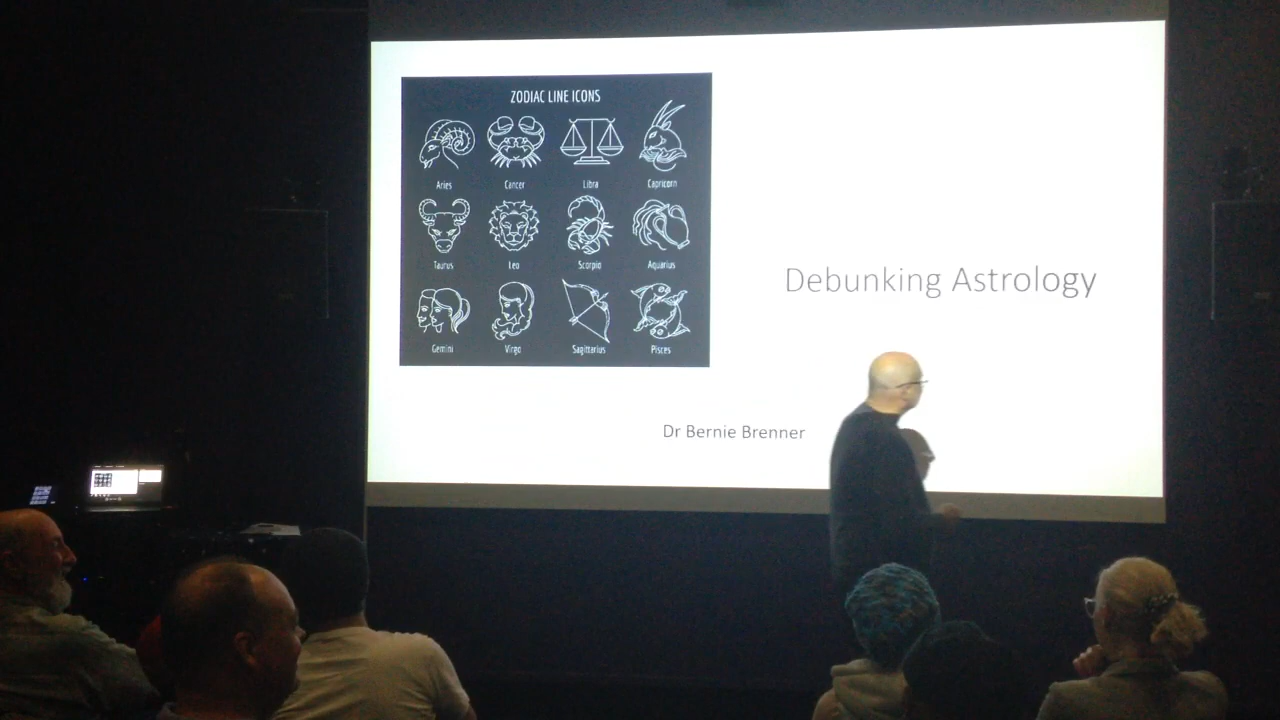 ZODIAC LINE ICONS
Aries Cancer Libra Capricorn
Taurus Leo Scorpio Aquarius
Gemini Virgo Sagittarius Pisces
Debunking Astrology
Dr Bernie Brenner